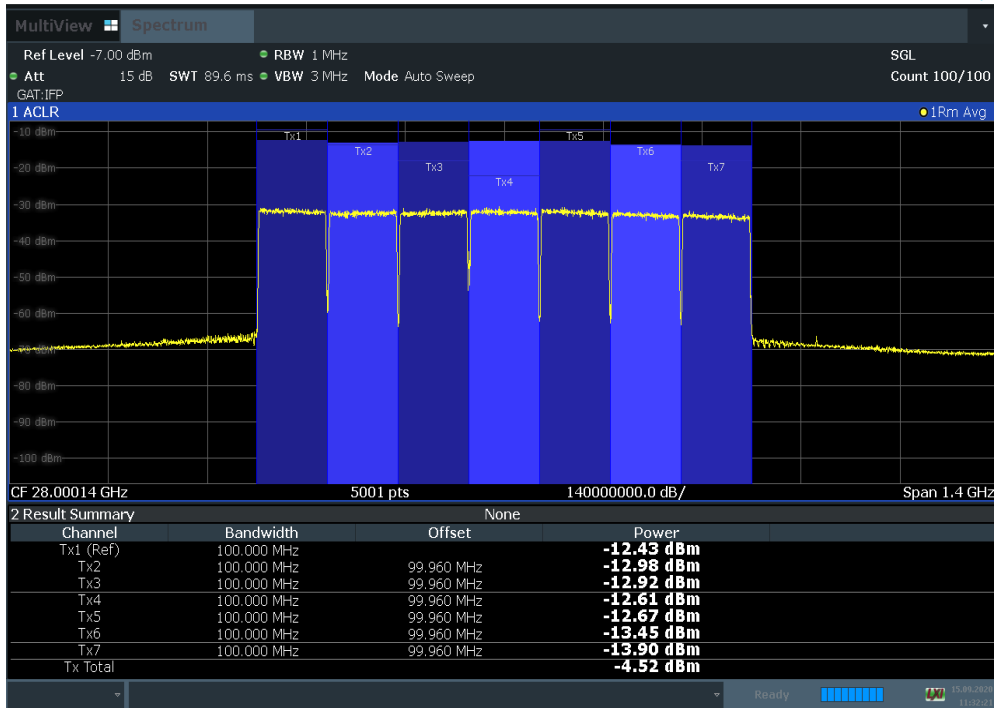 MultiView Spectrum
Ref Level -7.00 dBm RBW 1 MHz SGL
Att 15 dB SWT 89.6 ms VBW 3 MHz Mode Auto Sweep Count 100/100
GAT:IFP
1 ACLR 1Rm Avg
-10 dBm
Tx1 Tx5
Tx2 Tx6
-20 dBm Tx3 Tx7
Tx4
-30 dBm
-40 dBm
-50 dBm
-60 dBm
-70 dBm
-80 dBm
-90 dBm
-100 dBm
CF 28.00014 GHz 5001 pts 140000000.0 dB/ Span 1.4 GHz
2 Result Summary None
Channel Bandwidth Offset Power
Tx1 (Ref) 100.000 MHz -12.43 dBm
Tx2 100.000 MHz 99.960 MHz -12.98 dBm
Tx3 100.000 MHz 99.960 MHz -12.92 dBm
Tx4 100.000 MHz 99.960 MHz -12.61 dBm
Tx5 100.000 MHz 99.960 MHz -12.67 dBm
Tx6 100.000 MHz 99.960 MHz -13.45 dBm
Tx7 100.000 MHz 99.960 MHz -13.90 dBm
Tx Total -4.52 dBm
Ready LXI 15.09.2020
11:32:21